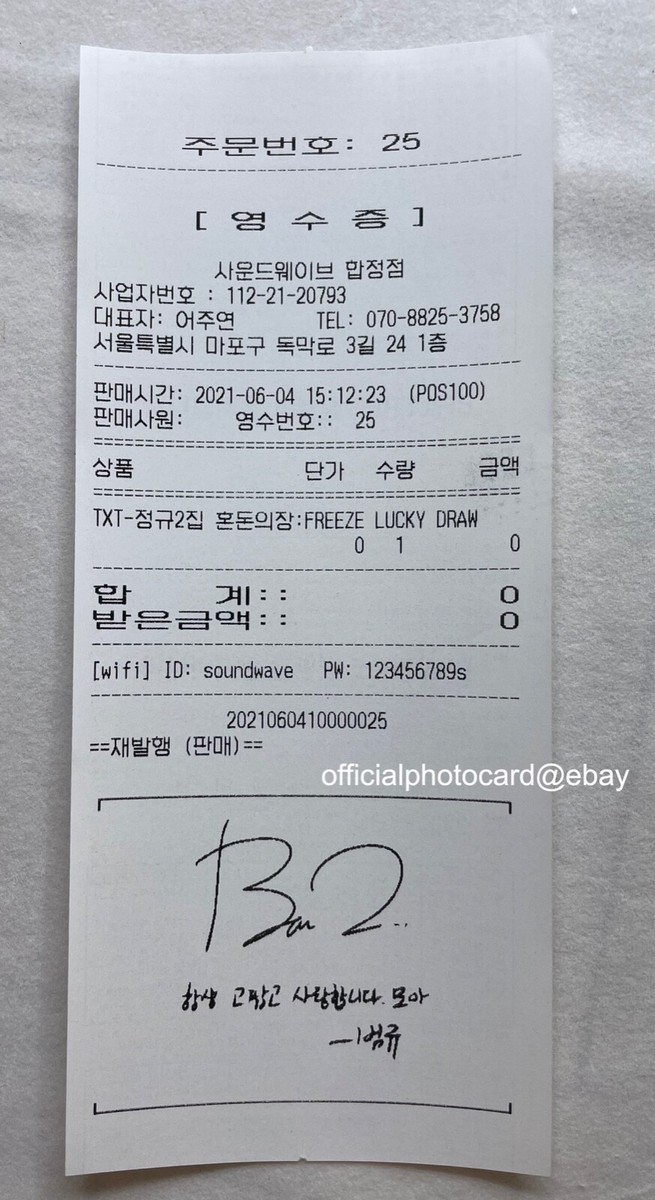 주문번호: 25
[ 영 수 증 ]
사운드웨이브 합정점
사업자번호 : 112-21-20793
대표자: 어주연 TEL: 070-8825-3758
서울특별시 마포구 독막로 3길 24 1층
판매시간: 2021-06-04 15:12:23 (POS100)
판매사원: 영수번호:: 25
상품 단가 수량 금액
TXT-정규2집 혼돈의장:FREEZE LUCKY DRAW
0 1 0
합 계:: 0
받은금액:: 0
[wifi] ID: soundwave PW: 123456789s
2021060410000025
==재발행 (판매)==
officialphotocard@ebay
항상 고맙고 사랑합니다. 모아
범규